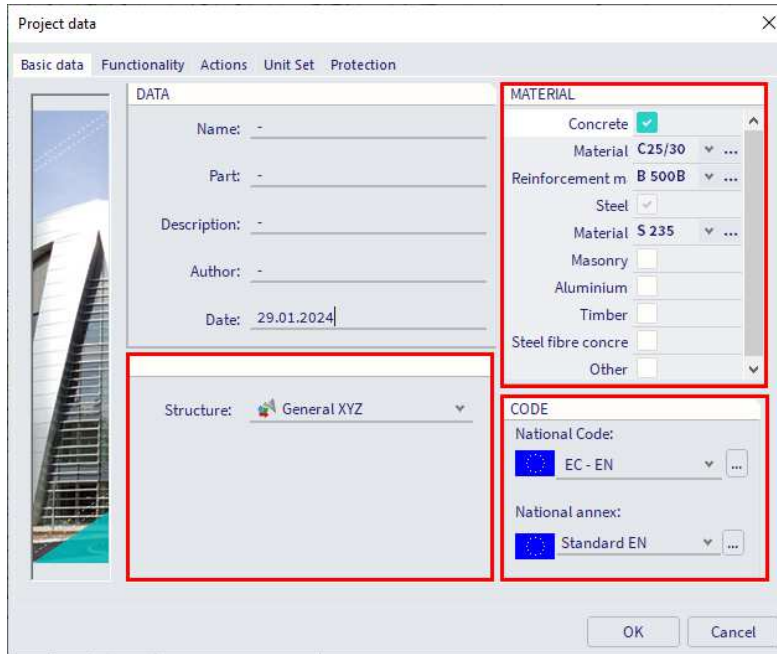 Project data
Basic data Functionality Actions Unit Set Protection
DATA
Name: -
Part: -
Description: -
Author: -
Date: 29.01.2024
Structure: General XYZ
MATERIAL
Concrete
Material C25/30 ...
Reinforcement m B 500B ...
Steel
Material S 235 ...
Masonry
Aluminium
Timber
Steel fibre concre
Other
CODE
National Code:
EC - EN ...
National annex:
Standard EN ...
OK Cancel